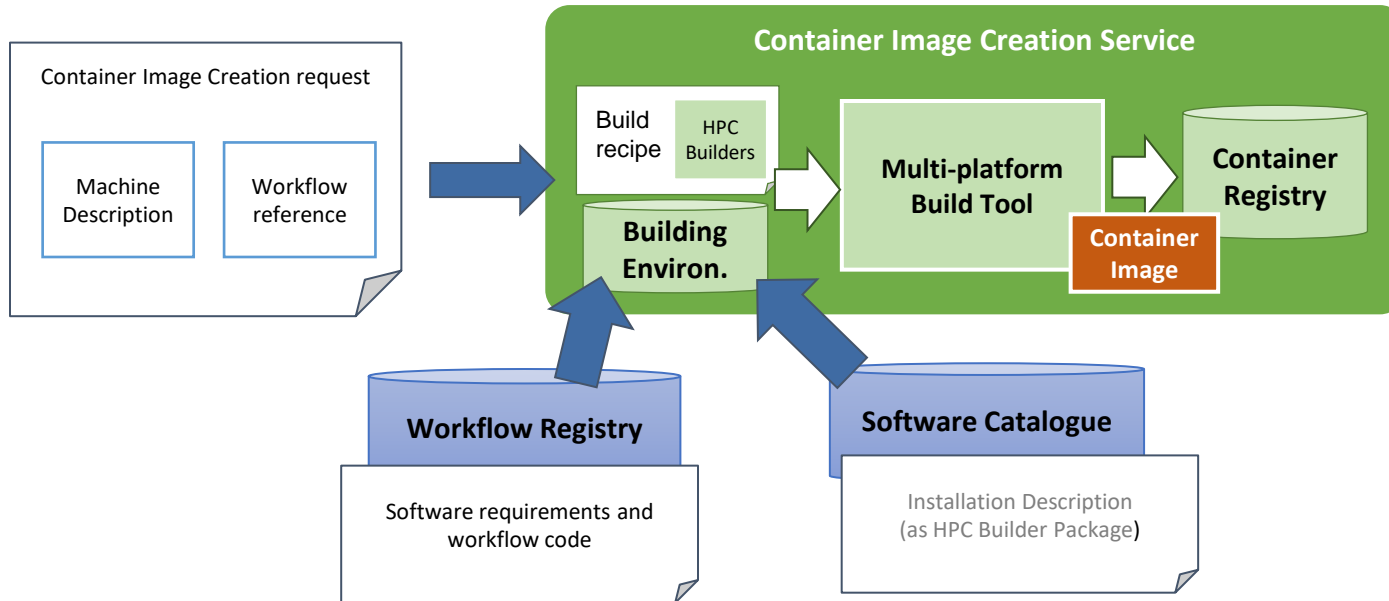 Container Image Creation Service
Container Image Creation request
Machine
Description
Workflow
reference
Build
recipe
HPC
Builders
Building
Environ.
Multi-platform
Build Tool
Container
Image
Container
Registry
Workflow Registry
Software requirements and
workflow code
Software Catalogue
Installation Description
(as HPC Builder Package)